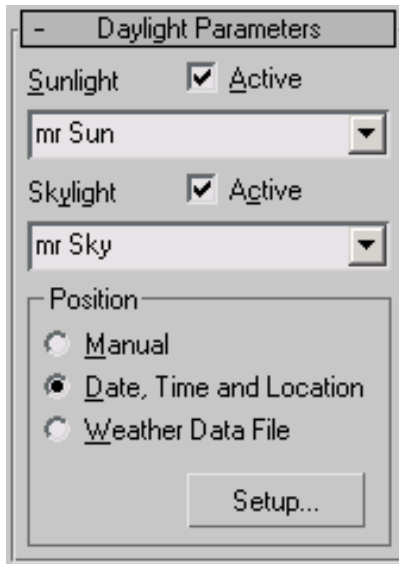 - Daylight Parameters
Sunlight Active
mr Sun
Skylight Active
mr Sky
Position
Manual
Date, Time and Location
Weather Data File
Setup...